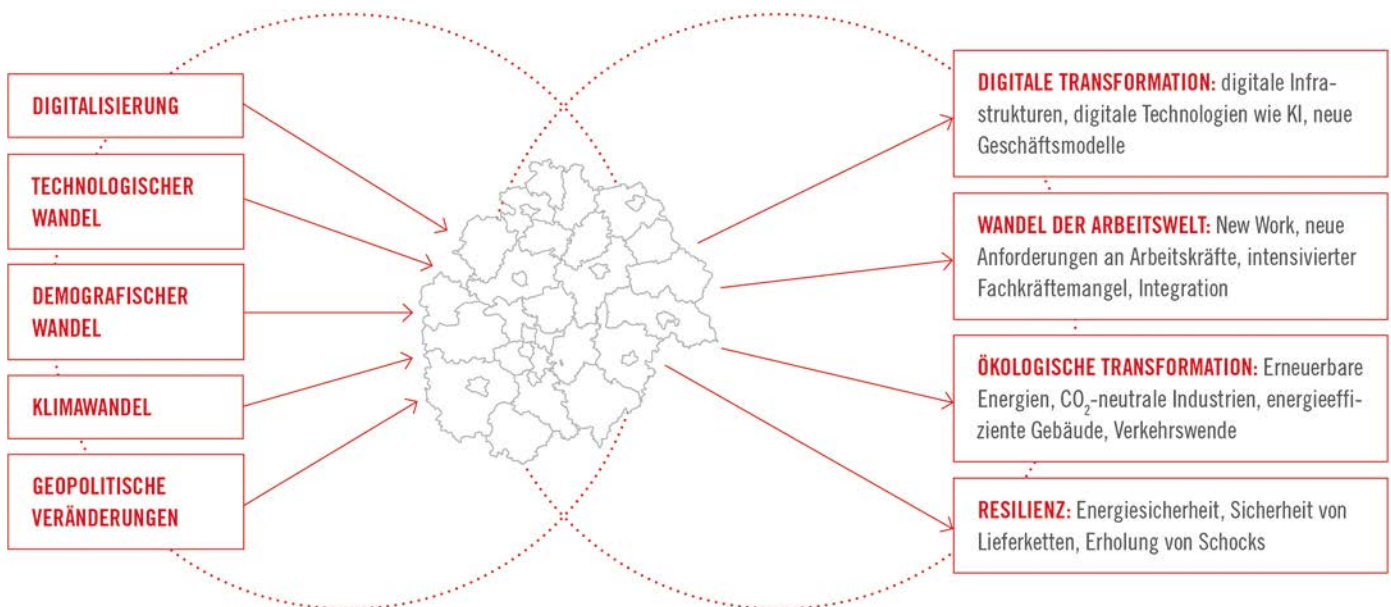 DIGITALISIERUNG
TECHNOLOGISCHER
WANDEL
DEMOGRAFISCHER
WANDEL
KLIMAWANDEL
GEOPOLITISCHE
VERÄNDERUNGEN
DIGITALE TRANSFORMATION: digitale Infra-
strukturen, digitale Technologien wie KI, neue
Geschäftsmodelle
WANDEL DER ARBEITSWELT: New Work, neue
Anforderungen an Arbeitskräfte, intensivierter
Fachkräftemangel, Integration
ÖKOLOGISCHE TRANSFORMATION: Erneuerbare
Energien, CO₂-neutrale Industrien, energieeffi-
ziente Gebäude, Verkehrswende
RESILIENZ: Energiesicherheit, Sicherheit von
Lieferketten, Erholung von Schocks